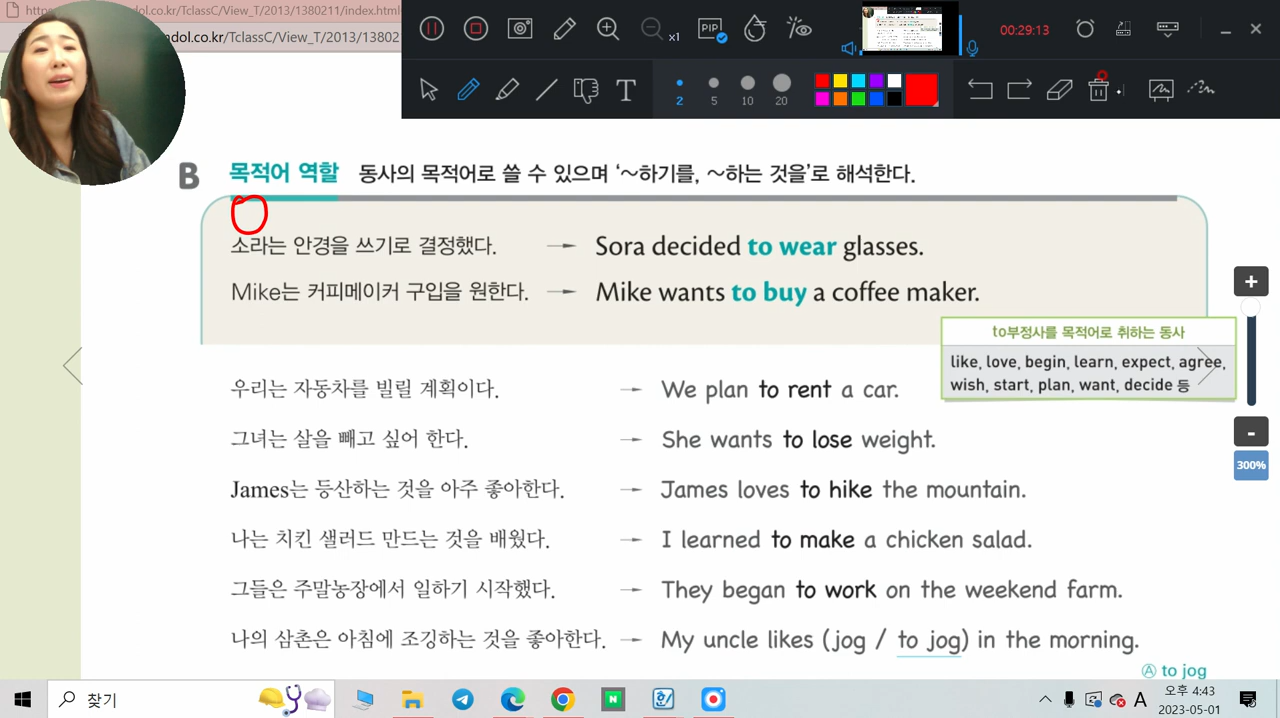 https://
dol.co.kr/TclassC/View_T/2013/1380211/index.html
.co.kr/TclassC/View_T/2013/13802
PIP
00:29:13
T
2 5 10 20
B 목적어 역할 동사의 목적어로 쓸 수 있으며 ‘~하기를, ~하는 것을’로 해석한다.
소라는 안경을 쓰기로 결정했다. → Sora decided to wear glasses.
Mike는 커피메이커 구입을 원한다. → Mike wants to buy a coffee maker.
to부정사를 목적어로 취하는 동사
like, love, begin, learn, expect, agree,
wish, start, plan, want, decide 등
우리는 자동차를 빌릴 계획이다. → We plan to rent a car.
그녀는 살을 빼고 싶어 한다. → She wants to lose weight.
James는 등산하는 것을 아주 좋아한다. → James loves to hike the mountain.
나는 치킨 샐러드 만드는 것을 배웠다. → I learned to make a chicken salad.
그들은 주말농장에서 일하기 시작했다. → They began to work on the weekend farm.
나의 삼촌은 아침에 조깅하는 것을 좋아한다. → My uncle likes (jog / to jog) in the morning.
Ⓐ to jog
+
-
300%
찾기
N
A
오후 4:43
2023-05-01